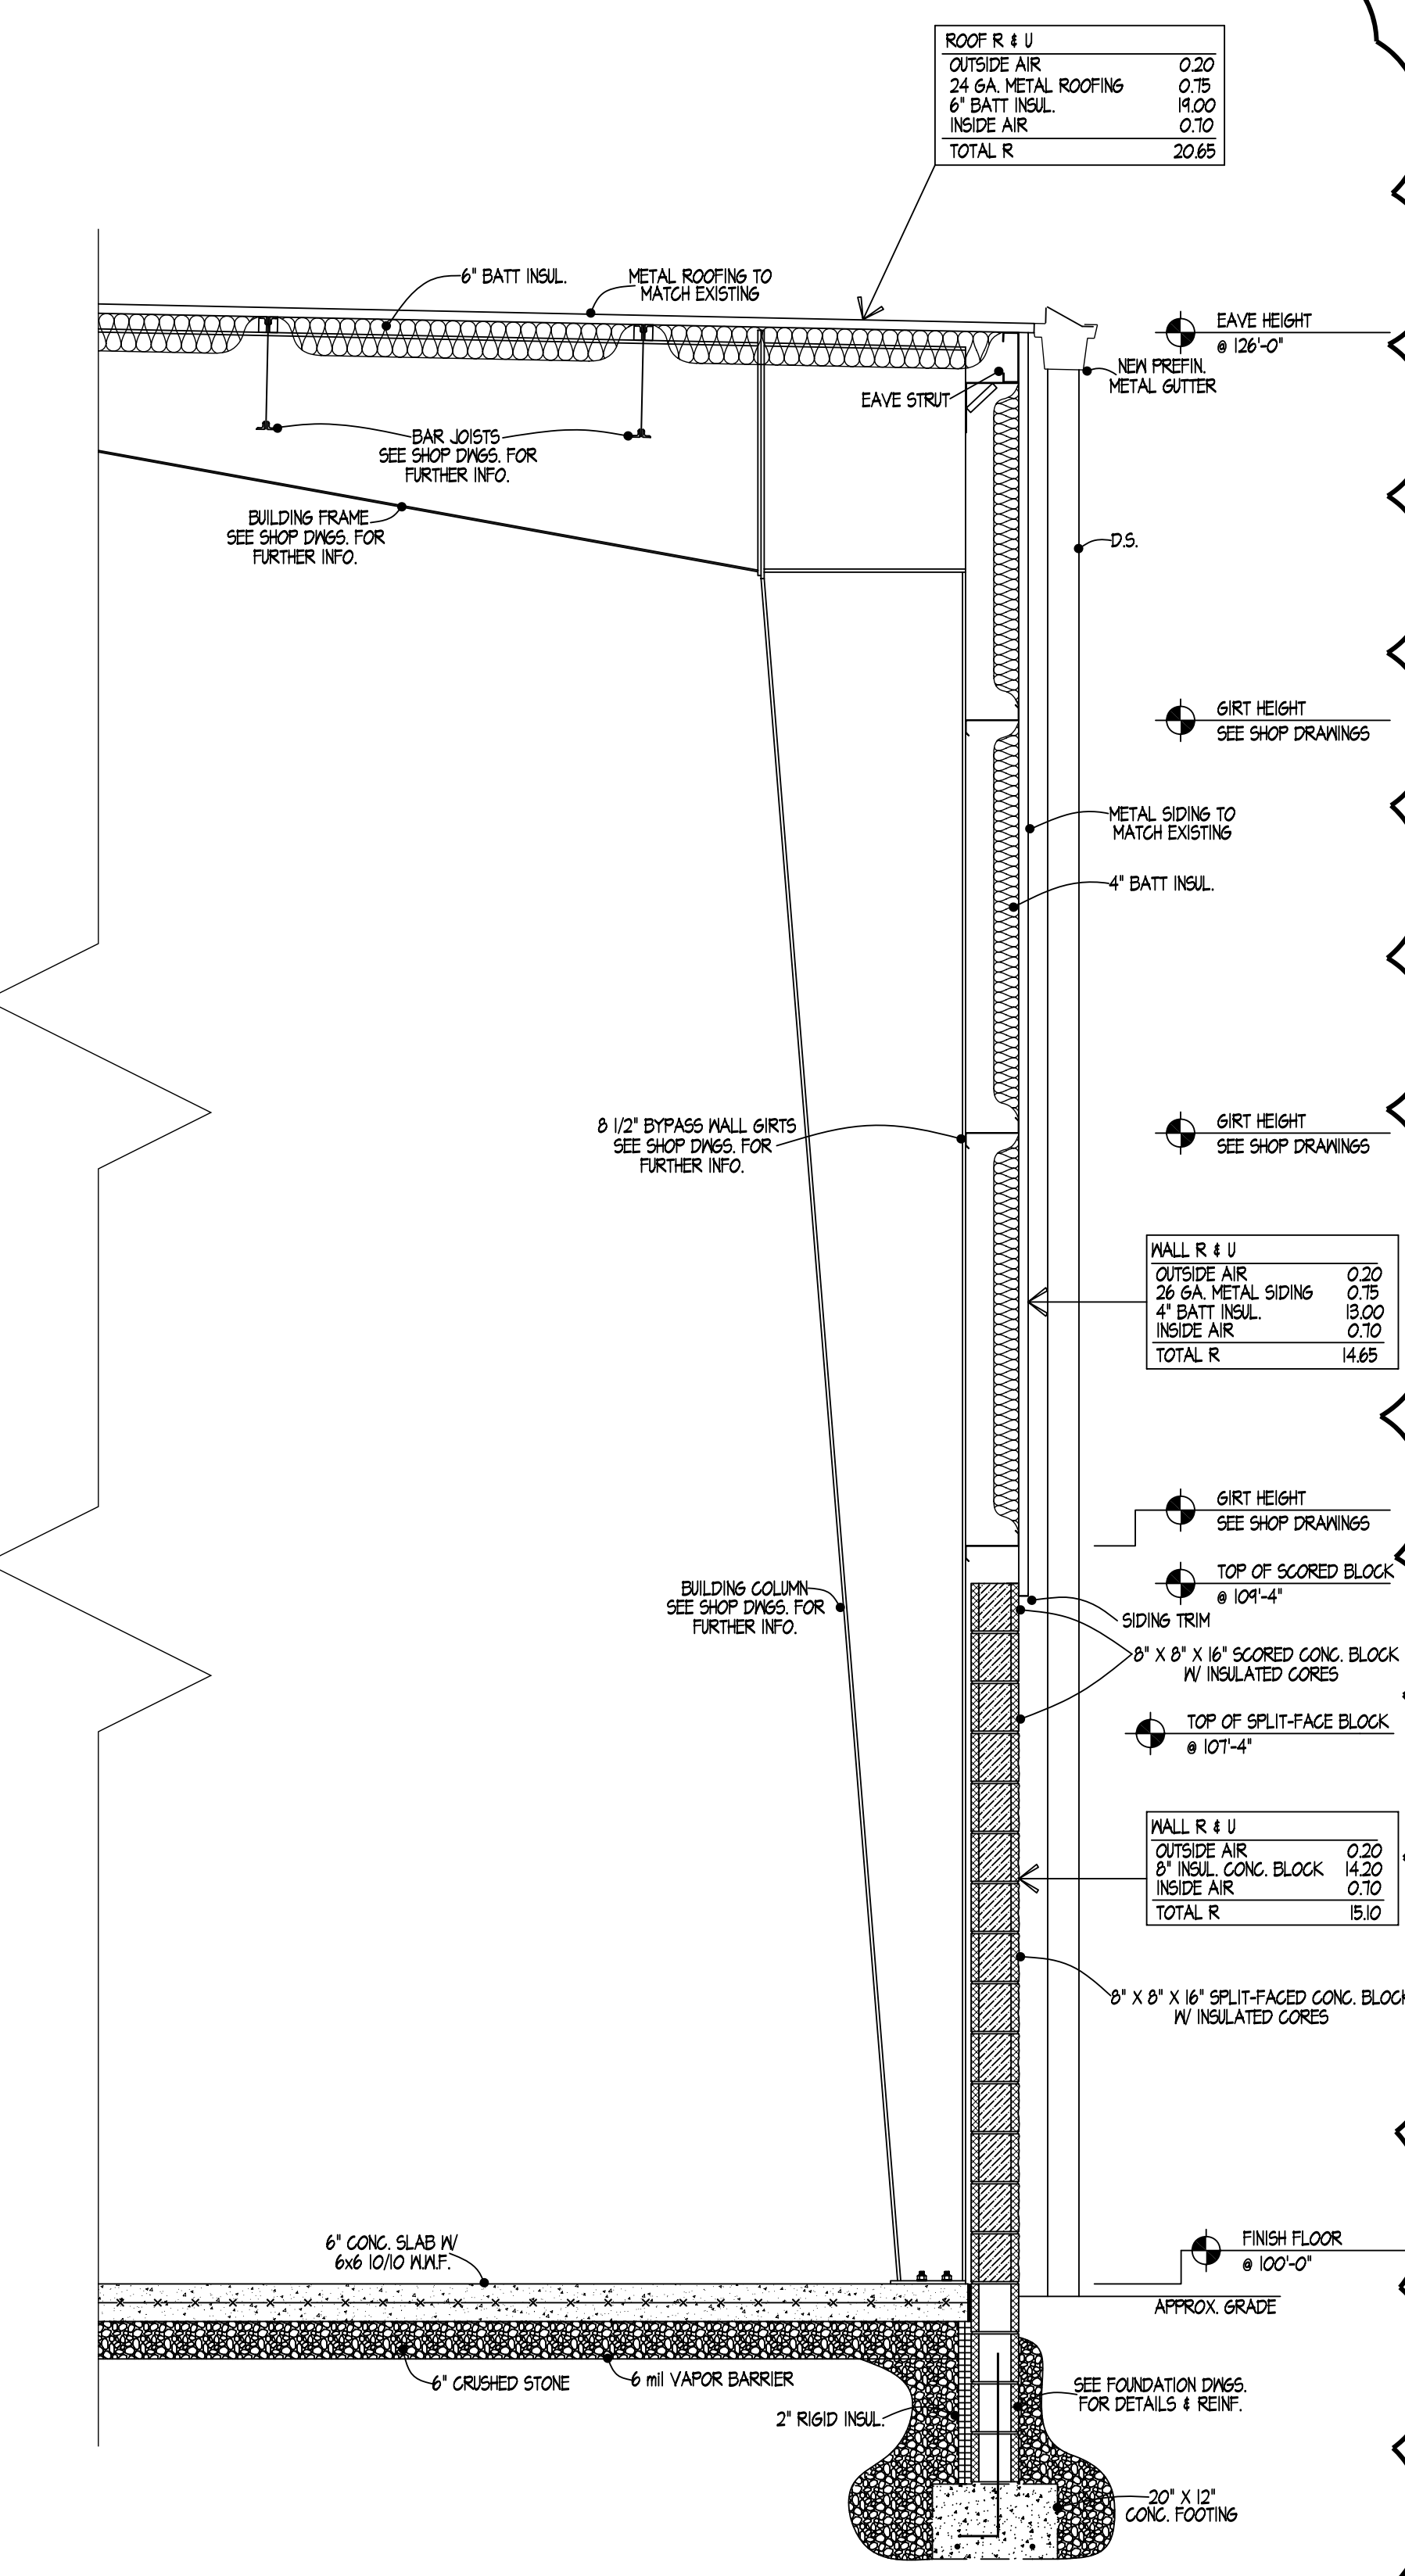 ROOF R & U
OUTSIDE AIR 0.20
24 GA. METAL ROOFING 0.75
6" BATT INSUL. 19.00
INSIDE AIR 0.70
TOTAL R 20.65
6" BATT INSUL.
METAL ROOFING TO
MATCH EXISTING
EAVE HEIGHT
@ 126'-0"
NEW PREFIN.
METAL GUTTER
EAVE STRUT
BAR JOISTS
SEE SHOP DWGS. FOR
FURTHER INFO.
BUILDING FRAME
SEE SHOP DWGS. FOR
FURTHER INFO.
D.S.
GIRT HEIGHT
SEE SHOP DRAWINGS
METAL SIDING TO
MATCH EXISTING
4" BATT INSUL.
8 1/2" BYPASS WALL GIRTS
SEE SHOP DWGS. FOR
FURTHER INFO.
GIRT HEIGHT
SEE SHOP DRAWINGS
WALL R & U
OUTSIDE AIR 0.20
26 GA. METAL SIDING 0.75
4" BATT INSUL. 13.00
INSIDE AIR 0.70
TOTAL R 14.65
GIRT HEIGHT
SEE SHOP DRAWINGS
TOP OF SCORED BLOCK
@ 109'-4"
BUILDING COLUMN
SEE SHOP DWGS. FOR
FURTHER INFO.
SIDING TRIM
8" X 8" X 16" SCORED CONC. BLOCK
W/ INSULATED CORES
TOP OF SPLIT-FACE BLOCK
@ 107'-4"
WALL R & U
OUTSIDE AIR 0.20
8" INSUL. CONC. BLOCK 14.20
INSIDE AIR 0.70
TOTAL R 15.10
8" X 8" X 16" SPLIT-FACED CONC. BLOCK
W/ INSULATED CORES
6" CONC. SLAB W/
6x6 10/10 W.W.F.
FINISH FLOOR
@ 100'-0"
APPROX. GRADE
6" CRUSHED STONE
6 mil VAPOR BARRIER
2" RIGID INSUL.
SEE FOUNDATION DWGS.
FOR DETAILS & REINF.
20" X 12"
CONC. FOOTING